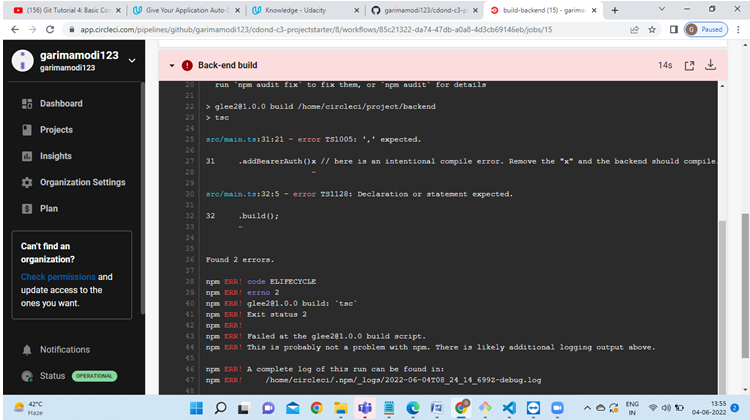 (156) Git Tutorial 4: Basic Co
Give Your Application Auto-D
Knowledge - Udacity
garimamodi123/cdond-c3-p
build-backend (15) - garima
app.circleci.com/pipelines/github/garimamodi123/cdond-c3-projectstarter/8/workflows/85c21322-da74-47db-a0a8-4d3cb69146eb/jobs/15
G
Paused
garimamodi123
garimamodi123
Dashboard
Projects
Insights
Organization Settings
Plan
Can't find an
organization?
Check permissions and
update access to the
ones you want.
Notifications
Status OPERATIONAL
Back-end build
14s
20 run `npm audit fix` to fix them, or `npm audit` for details
21
22 > glee2@1.0.0 build /home/circleci/project/backend
23 > tsc
24
25 src/main.ts:31:21 - error TS1005: ',' expected.
26
27 31 .addBearerAuth()x // here is an intentional compile error. Remove the "x" and the backend should compile.
28 ~
29
30 src/main.ts:32:5 - error TS1128: Declaration or statement expected.
31
32 32 .build();
33 ~
34
35
36 Found 2 errors.
37
38 npm ERR! code ELIFECYCLE
39 npm ERR! errno 2
40 npm ERR! glee2@1.0.0 build: `tsc`
41 npm ERR! Exit status 2
42 npm ERR!
43 npm ERR! Failed at the glee2@1.0.0 build script.
44 npm ERR! This is probably not a problem with npm. There is likely additional logging output above.
45
46 npm ERR! A complete log of this run can be found in:
47 npm ERR! /home/circleci/.npm/_logs/2022-06-04T08_24_14_699Z-debug.log
48
42°C
Haze
ENG
IN
13:55
04-06-2022
2